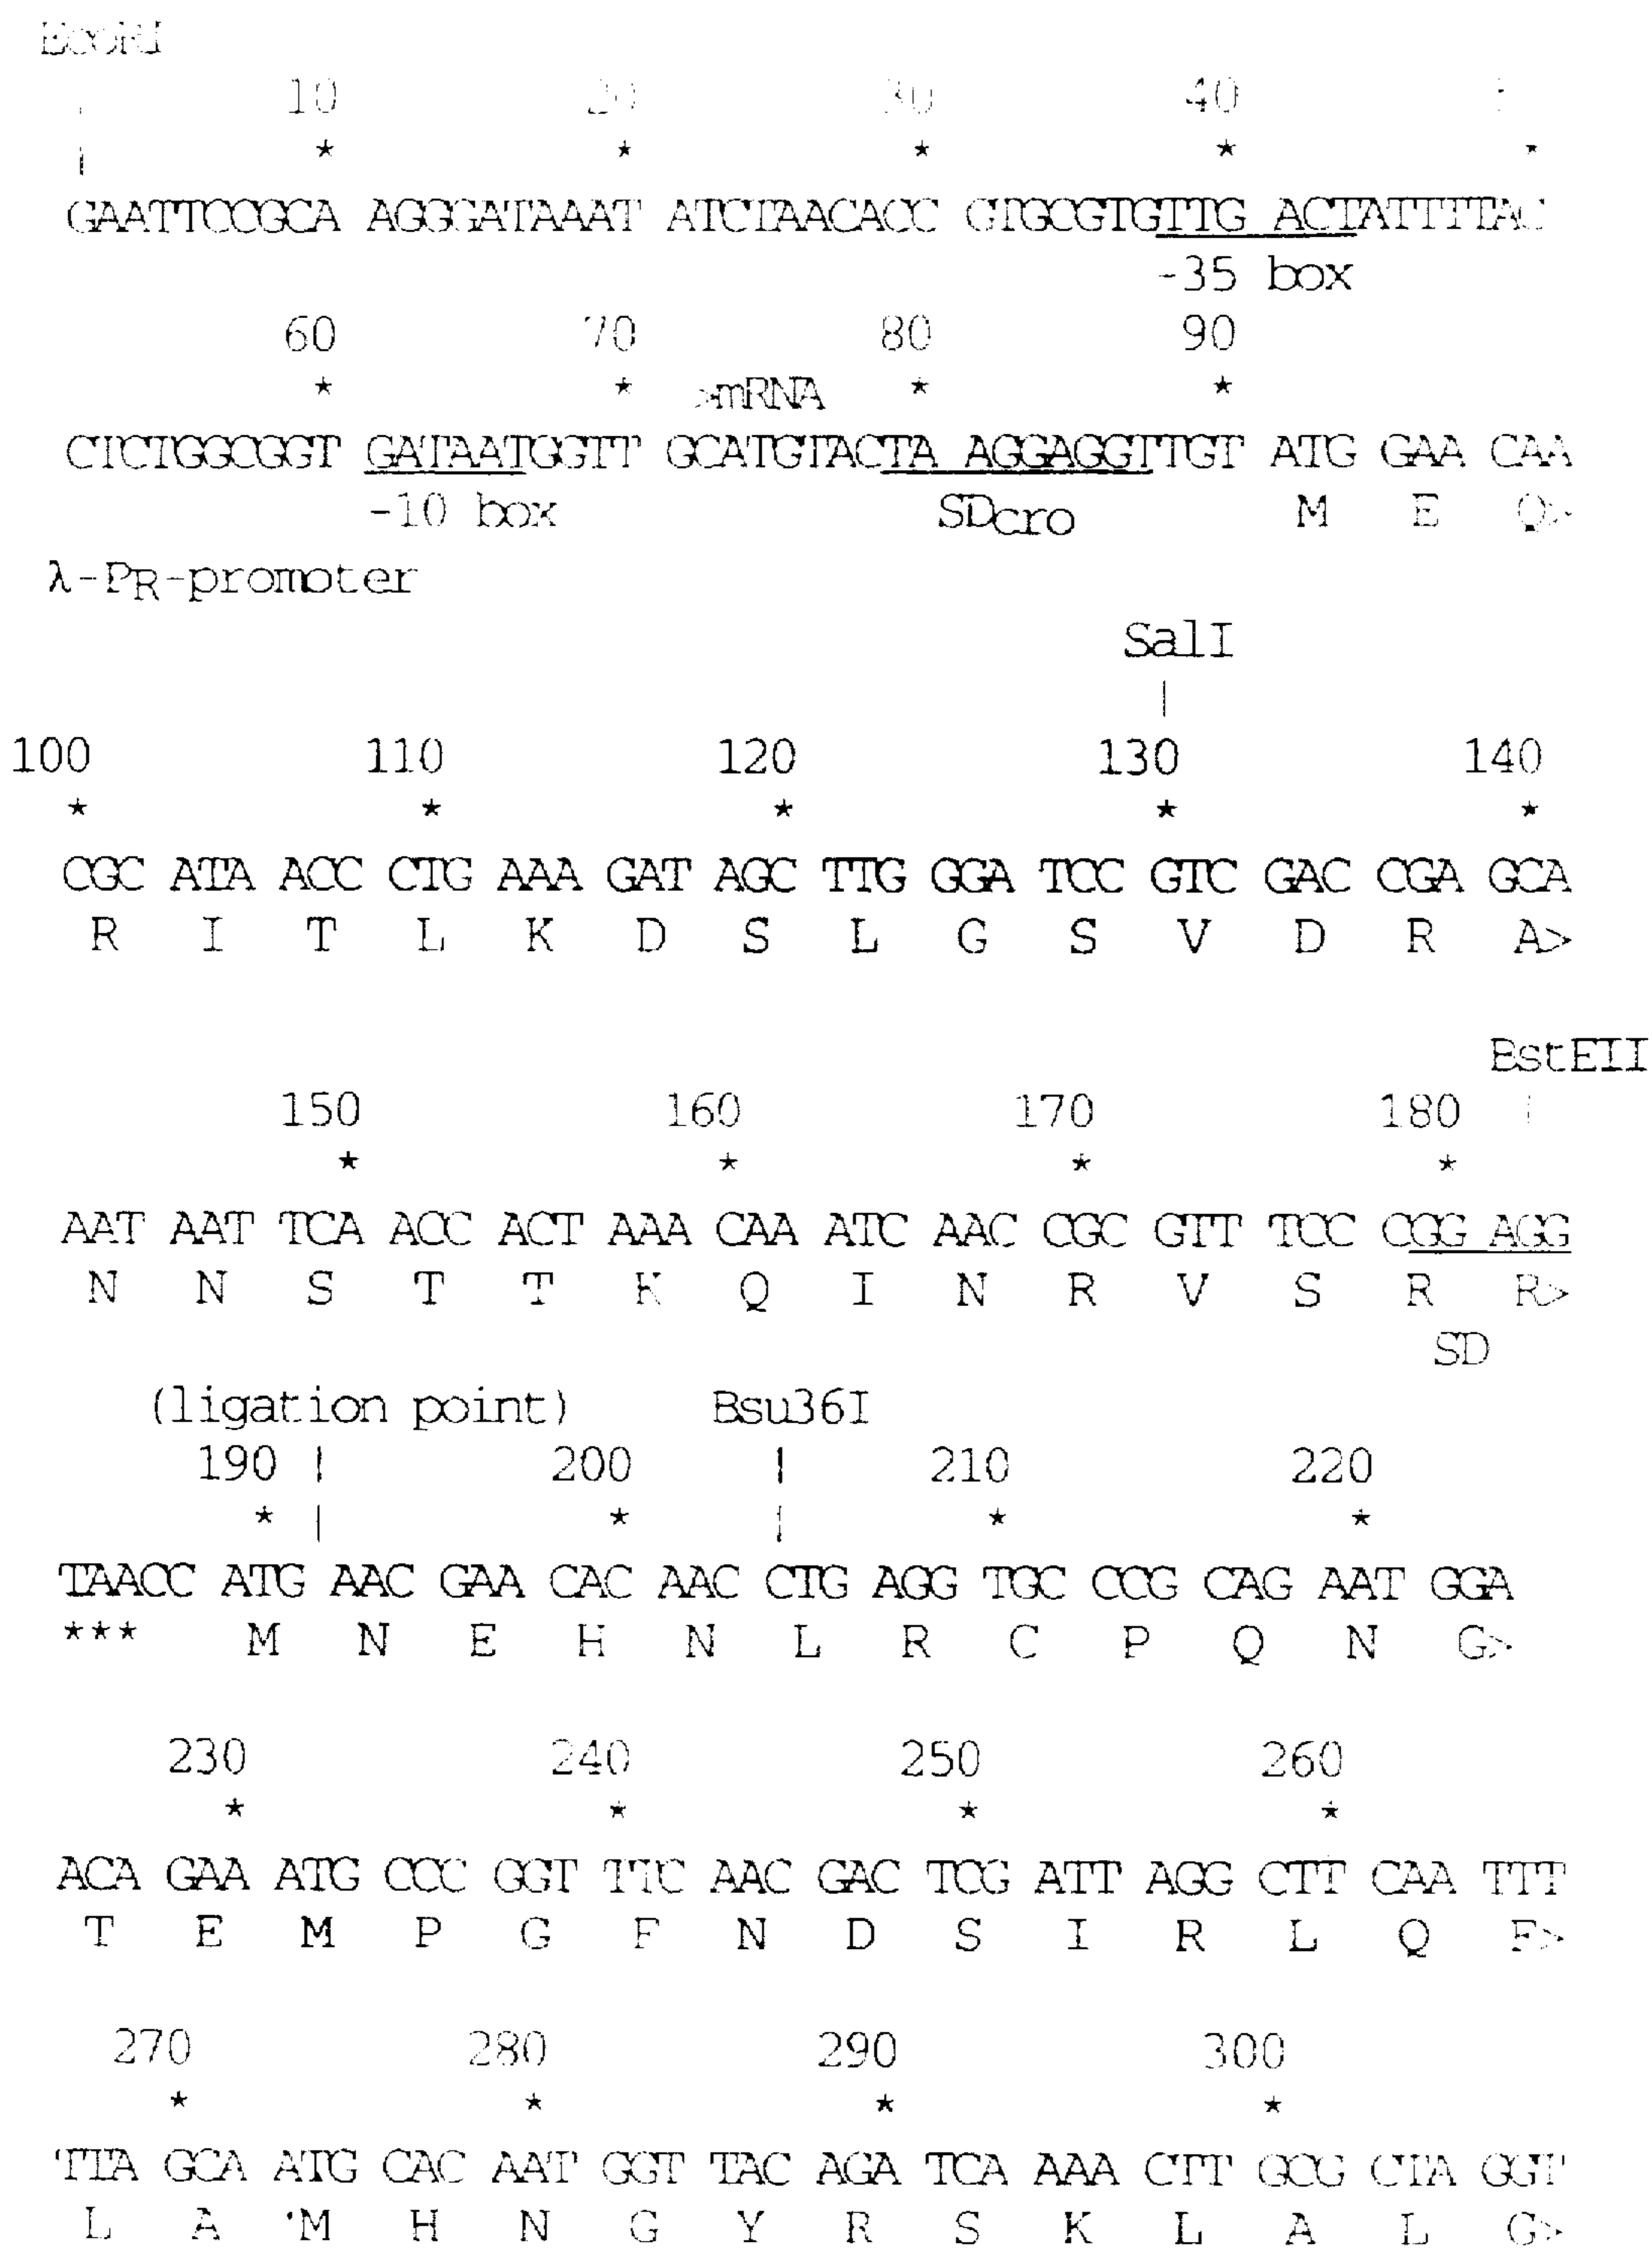 EcoRI
10 20 30 40
* * * * *
GAATTCCGCA AGGGATAAAT ATCTAACACC GTGCGTGTTG ACTATTTTAC
-35 box
60 70 80 90
* * >mRNA * *
CTCTGGCGGT GATAATGGTT GCATGTACTA AGGAGGTTGT ATG GAA CAA
-10 box SDcro M E Q>
λ-PR-promoter
SalI
100 110 120 130 140
* * * * *
CGC ATA ACC CTG AAA GAT AGC TTG GGA TCC GTC GAC CGA GCA
R I T L K D S L G S V D R A>
BstEII
150 160 170 180
* * * *
AAT AAT TCA ACC ACT AAA CAA ATC AAC CGC GTT TCC CGG AGG
N N S T T K Q I N R V S R R>
SD
(ligation point) Bsu36I
190 200 210 220
* * * *
TAACC ATG AAC GAA CAC AAC CTG AGG TGC CCG CAG AAT GGA
*** M N E H N L R C P Q N G>
230 240 250 260
* * * *
ACA GAA ATG CCC GGT TTC AAC GAC TCG ATT AGG CTT CAA TTT
T E M P G F N D S I R L Q F>
270 280 290 300
* * * *
TTA GCA ATG CAC AAT GGT TAC AGA TCA AAA CTT GCG CTA GGT
L A M H N G Y R S K L A L G>